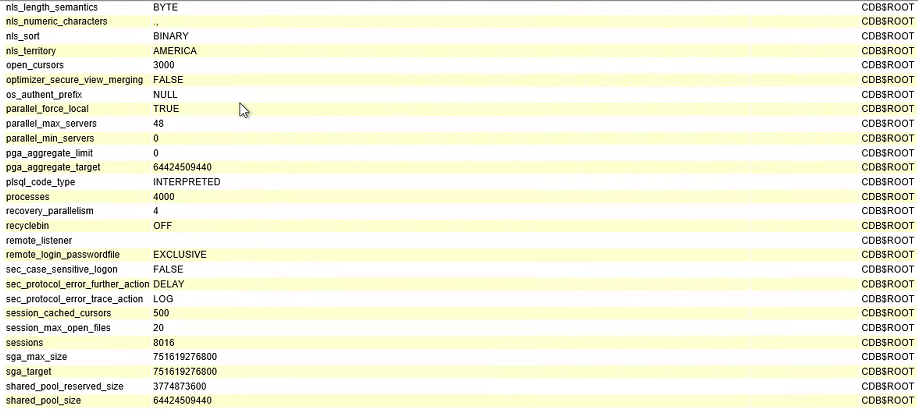 nls_length_semantics BYTE CDB$ROOT
nls_numeric_characters ., CDB$ROOT
nls_sort BINARY CDB$ROOT
nls_territory AMERICA CDB$ROOT
open_cursors 3000 CDB$ROOT
optimizer_secure_view_merging FALSE CDB$ROOT
os_authent_prefix NULL CDB$ROOT
parallel_force_local TRUE CDB$ROOT
parallel_max_servers 48 CDB$ROOT
parallel_min_servers 0 CDB$ROOT
pga_aggregate_limit 0 CDB$ROOT
pga_aggregate_target 64424509440 CDB$ROOT
plsql_code_type INTERPRETED CDB$ROOT
processes 4000 CDB$ROOT
recovery_parallelism 4 CDB$ROOT
recyclebin OFF CDB$ROOT
remote_listener CDB$ROOT
remote_login_passwordfile EXCLUSIVE CDB$ROOT
sec_case_sensitive_logon FALSE CDB$ROOT
sec_protocol_error_further_action DELAY CDB$ROOT
sec_protocol_error_trace_action LOG CDB$ROOT
session_cached_cursors 500 CDB$ROOT
session_max_open_files 20 CDB$ROOT
sessions 8016 CDB$ROOT
sga_max_size 751619276800 CDB$ROOT
sga_target 751619276800 CDB$ROOT
shared_pool_reserved_size 3774873600 CDB$ROOT
shared_pool_size 64424509440 CDB$ROOT